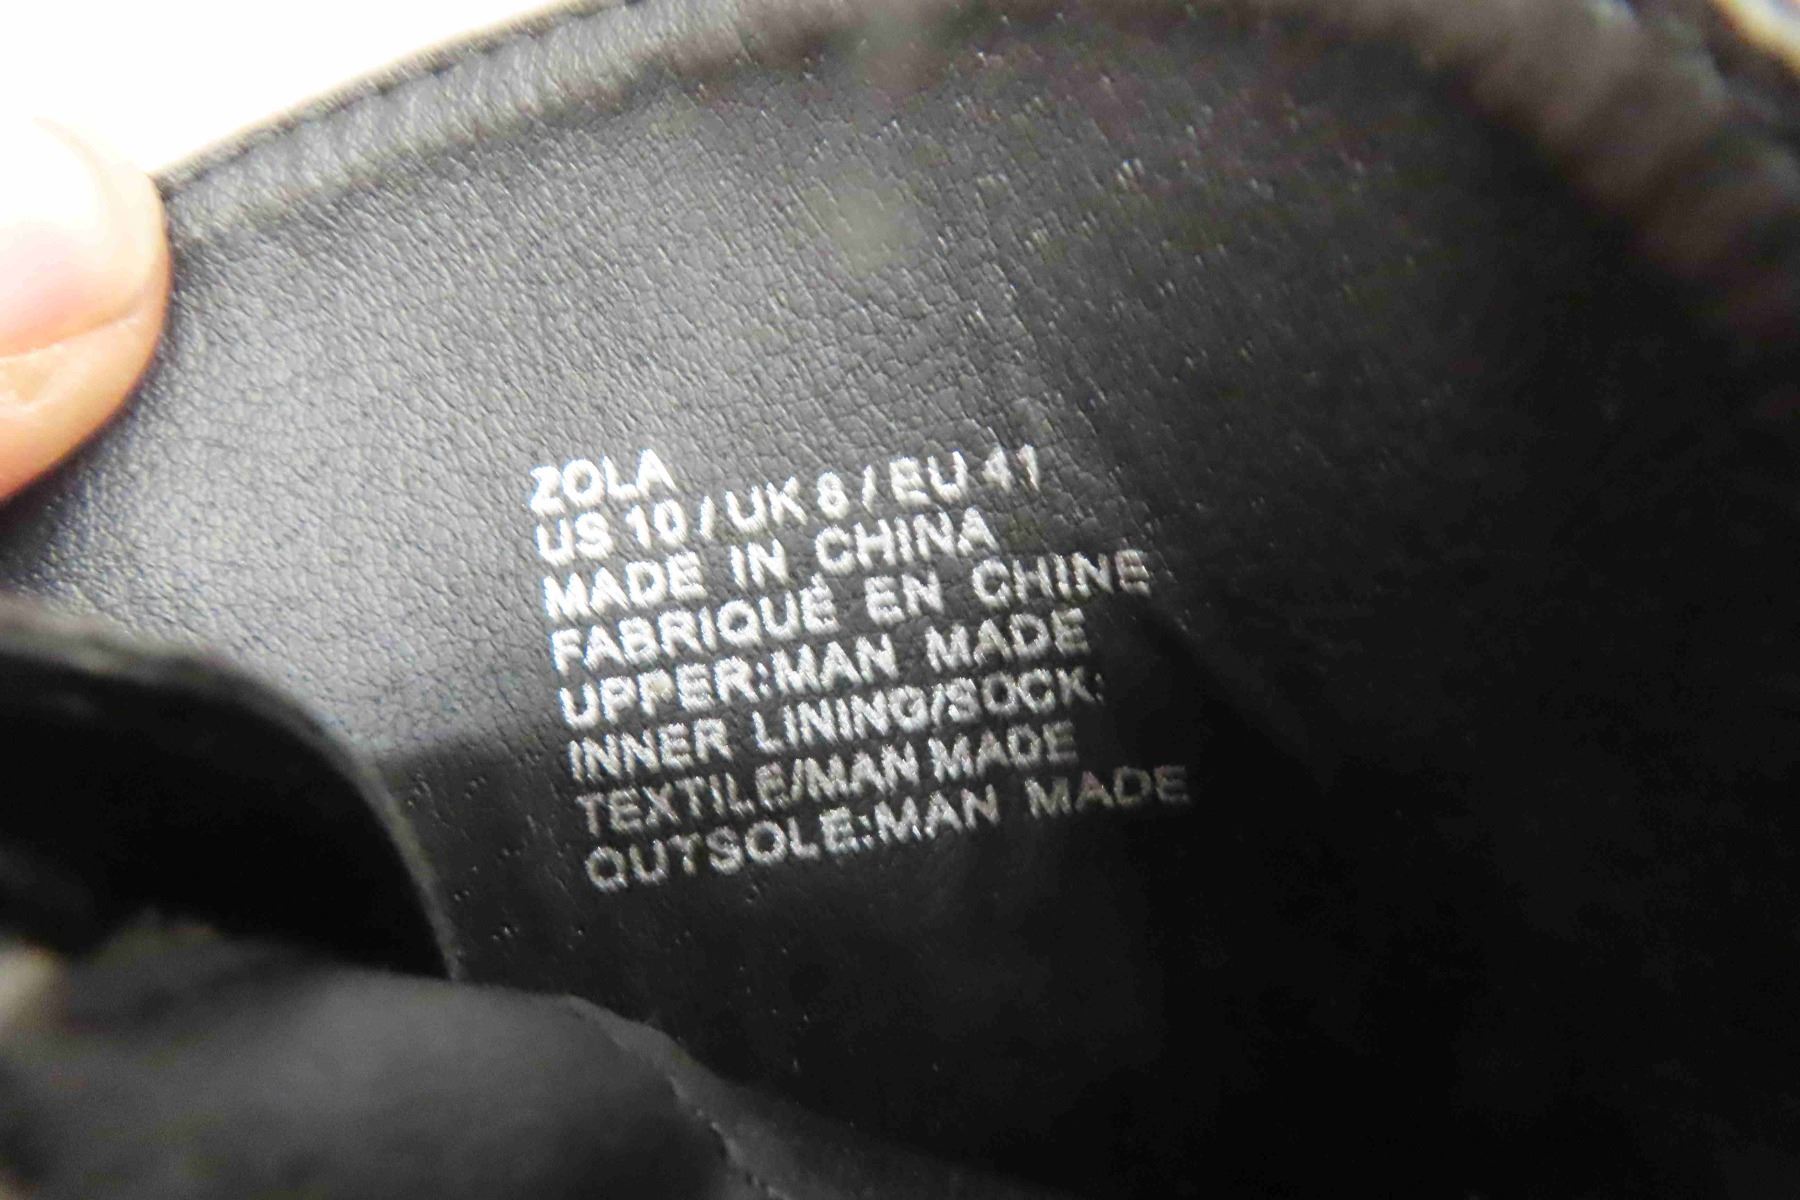 ZOLA
US 10 / UK 8 / EU 41
MADE IN CHINA
FABRIQUÉ EN CHINE
UPPER:MAN MADE
INNER LINING/SOCK:
TEXTILE/MAN MADE
OUTSOLE:MAN MADE